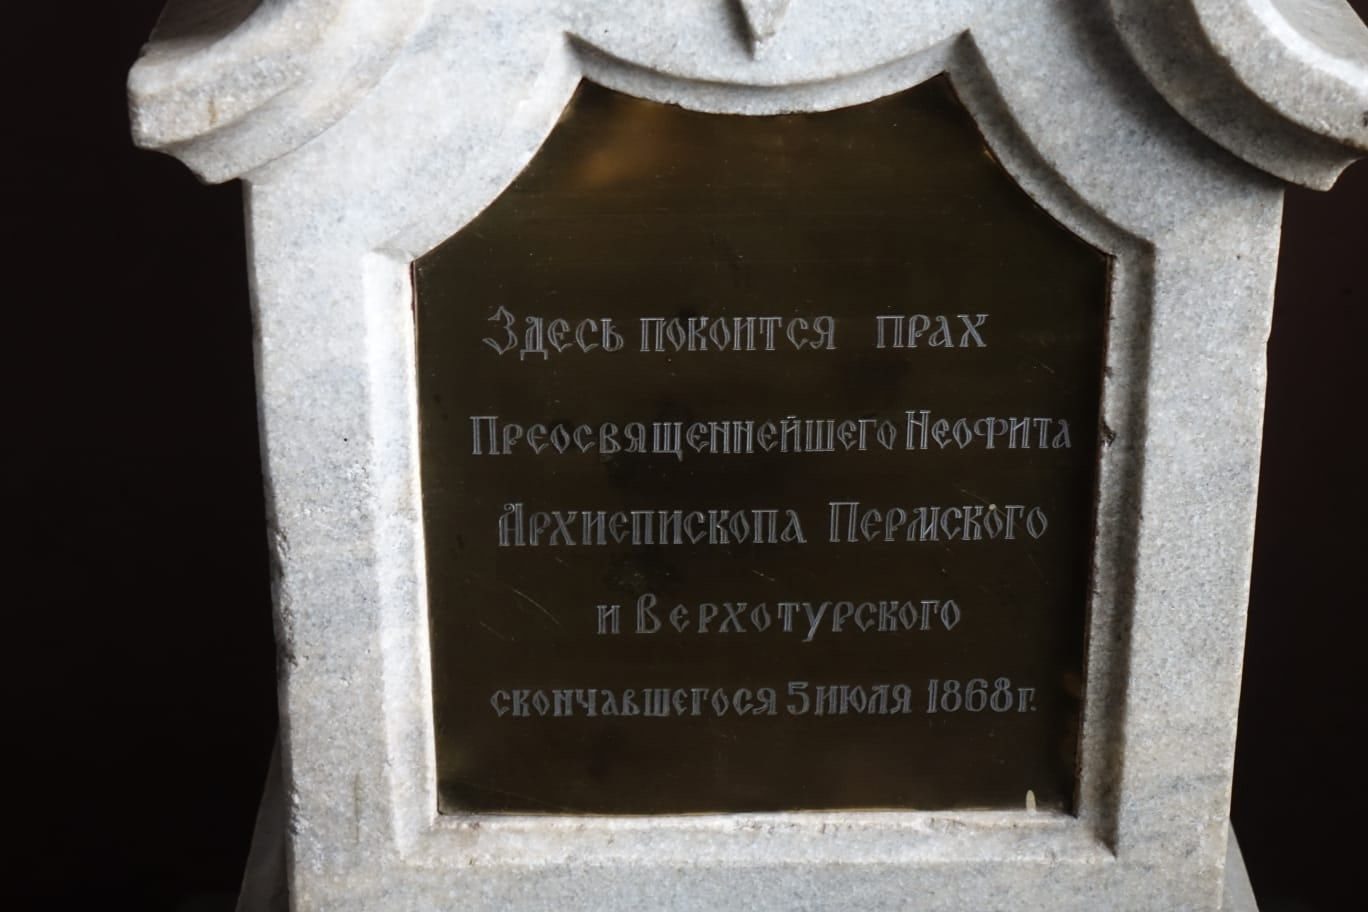 Здесь покоится прах
Преосвященнейшего Неофита
Архиепископа Пермского
и Верхотурского
скончавшегося 5 июля 1868 г.